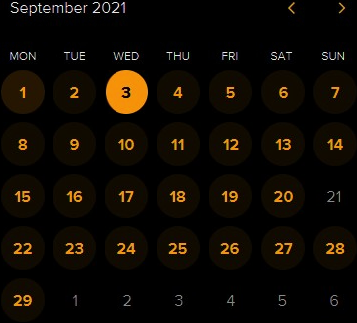 September 2021
MON TUE WED THU FRI SAT SUN
1 2 3 4 5 6 7
8 9 10 11 12 13 14
15 16 17 18 19 20 21
22 23 24 25 26 27 28
29 1 2 3 4 5 6